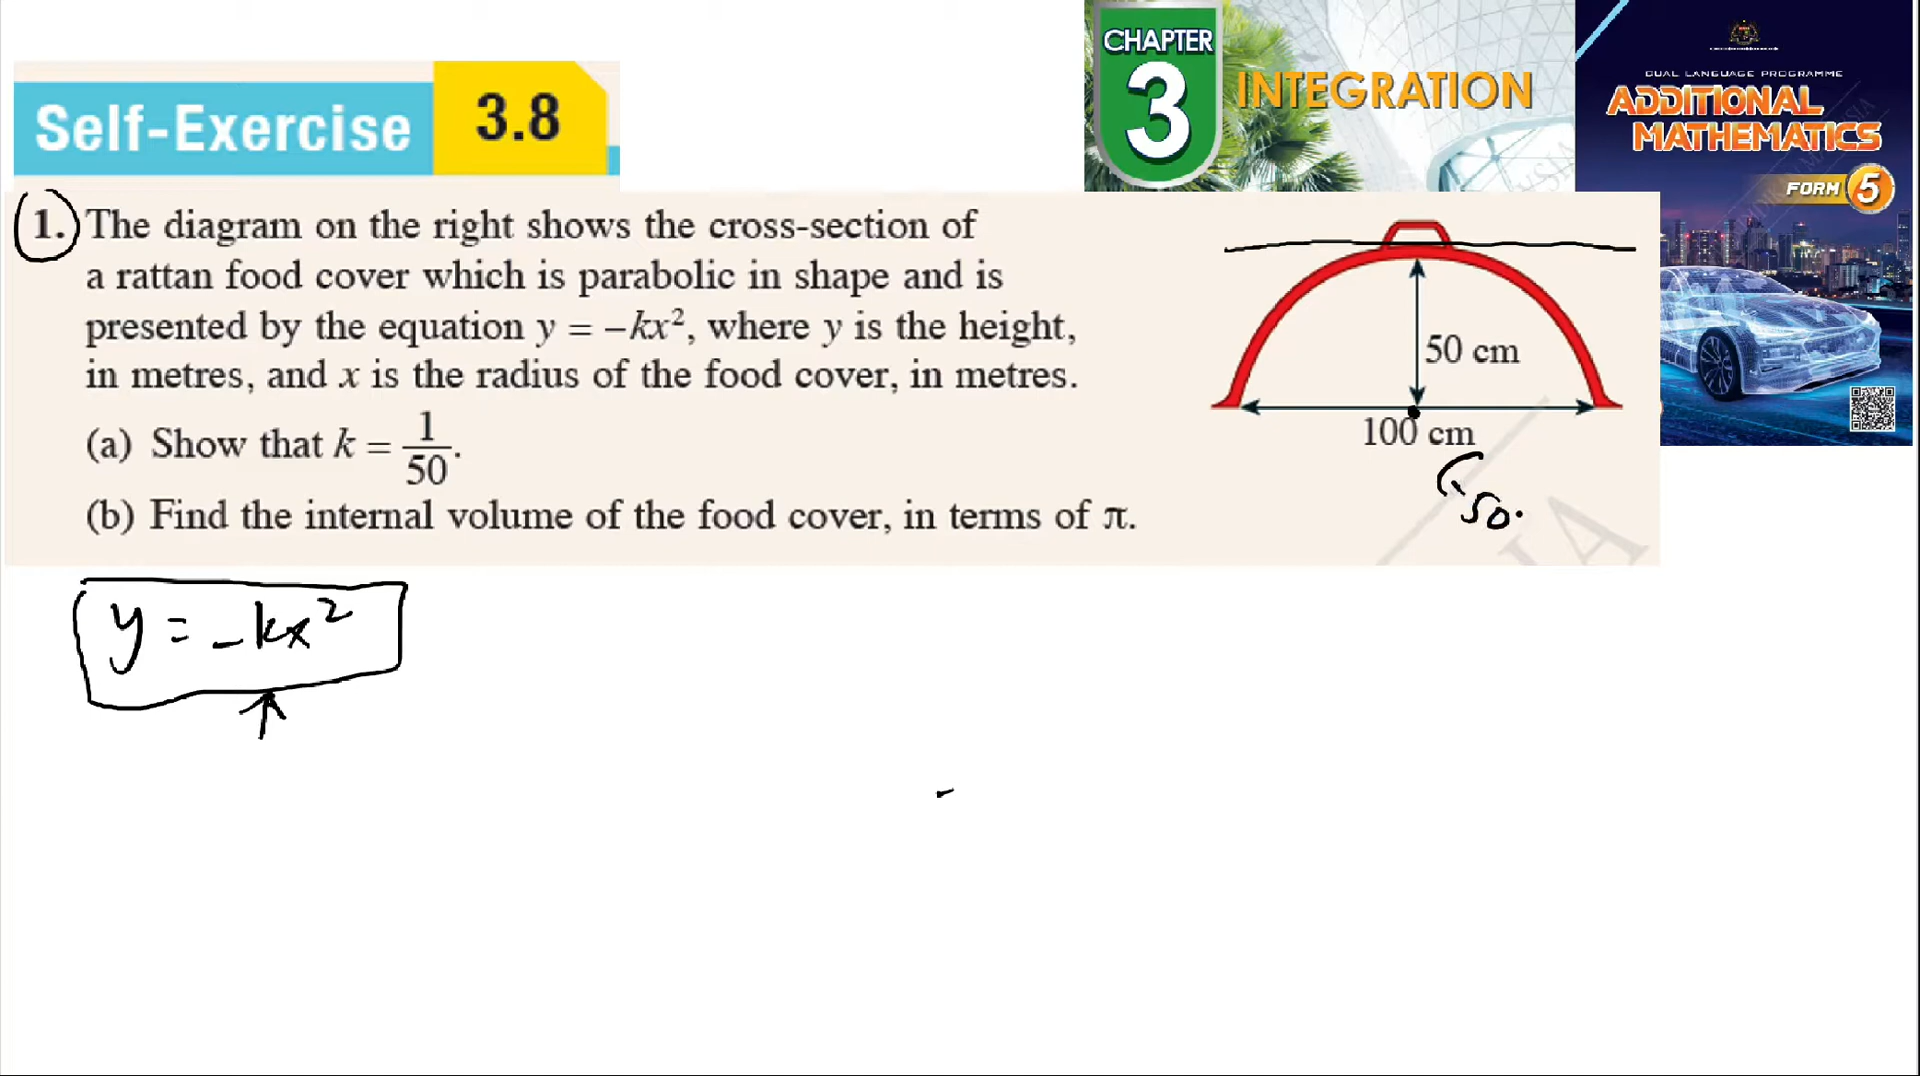 CHAPTER
3
INTEGRATION
DUAL LANGUAGE PROGRAMME
ADDITIONAL
MATHEMATICS
FORM 5
Self-Exercise 3.8
1. The diagram on the right shows the cross-section of
a rattan food cover which is parabolic in shape and is
presented by the equation y = –kx², where y is the height,
in metres, and x is the radius of the food cover, in metres.
(a) Show that k = 1/50.
(b) Find the internal volume of the food cover, in terms of π.
50 cm
100 cm
50.
y = -kx²